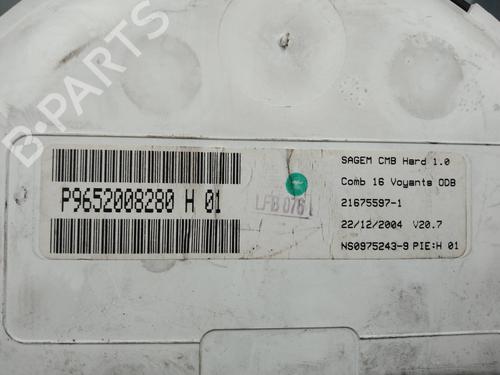 B-PARTS
P9652008280 H 01
LFB 076
SAGEM CMB Hard 1.0
Comb 16 Voyants ODB
21675597-1
22/12/2004 V20.7
NS0975243-9 PIE:H 01